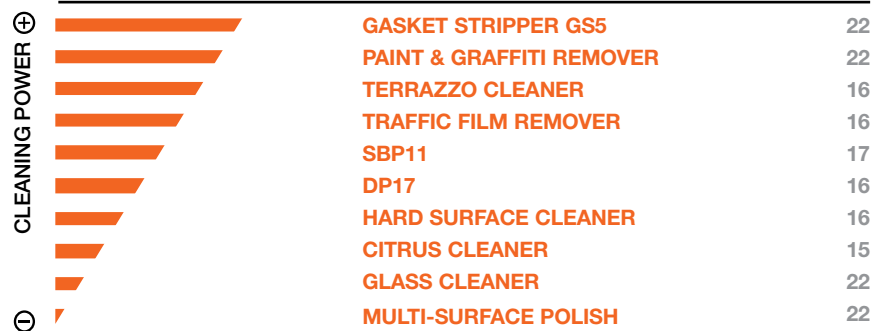 CLEANING POWER
GASKET STRIPPER GS5 22
PAINT & GRAFFITI REMOVER 22
TERRAZZO CLEANER 16
TRAFFIC FILM REMOVER 16
SBP11 17
DP17 16
HARD SURFACE CLEANER 16
CITRUS CLEANER 15
GLASS CLEANER 22
MULTI-SURFACE POLISH 22